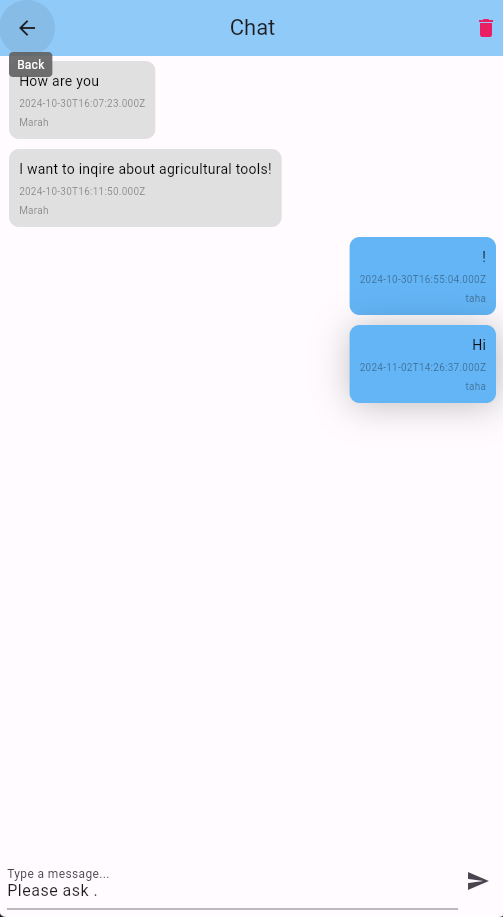 Chat
Back
How are you
2024-10-30T16:07:23.000Z
Marah
I want to inqire about agricultural tools!
2024-10-30T16:11:50.000Z
Marah
!
2024-10-30T16:55:04.000Z
taha
Hi
2024-11-02T14:26:37.000Z
taha
Type a message...
Please ask .